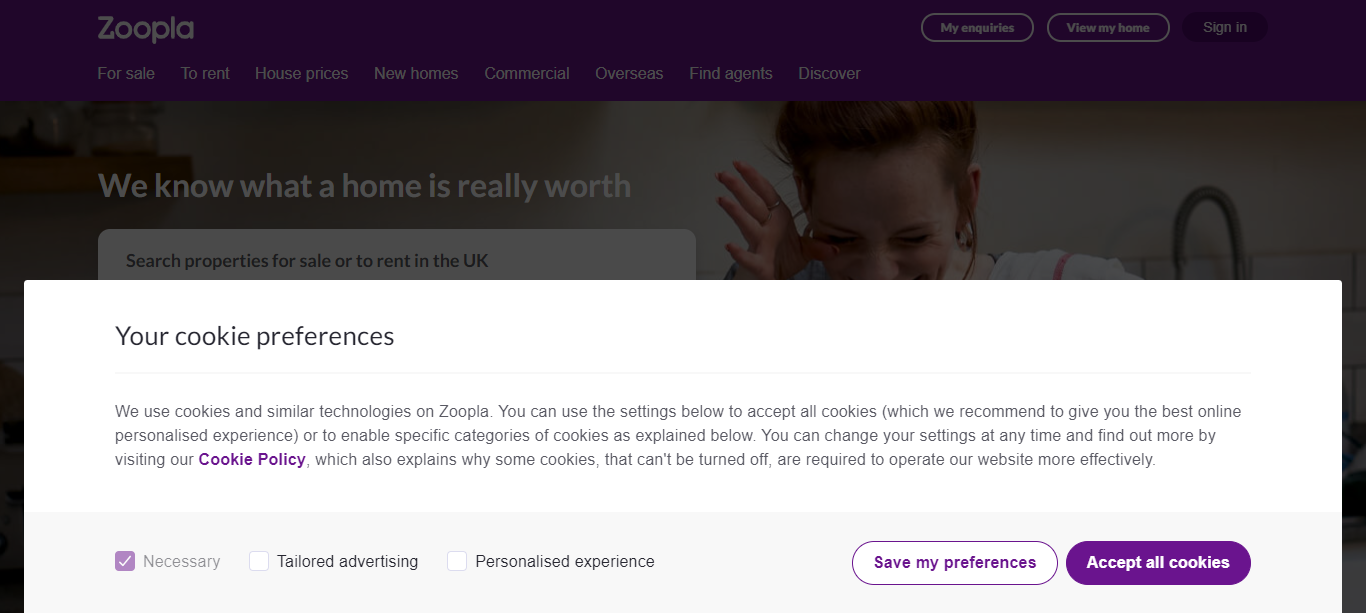 Zoopla
My enquiries
View my home
Sign in
For sale
To rent
House prices
New homes
Commercial
Overseas
Find agents
Discover
We know what a home is really worth
Search properties for sale or to rent in the UK
Your cookie preferences
We use cookies and similar technologies on Zoopla. You can use the settings below to accept all cookies (which we recommend to give you the best online
personalised experience) or to enable specific categories of cookies as explained below. You can change your settings at any time and find out more by
visiting our Cookie Policy, which also explains why some cookies, that can't be turned off, are required to operate our website more effectively.
Necessary
Tailored advertising
Personalised experience
Save my preferences
Accept all cookies